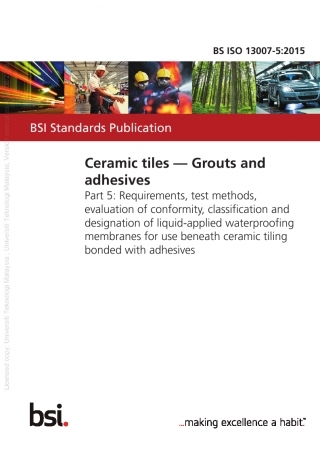 BS ISO 13007-5:2015
BSI Standards Publication
Ceramic tiles — Grouts and
adhesives
Part 5: Requirements, test methods,
evaluation of conformity, classification and
designation of liquid-applied waterproofing
membranes for use beneath ceramic tiling
bonded with adhesives
bsi.
...making excellence a habit.™
Licensed copy: Universiti Teknologi Malaysia, Universiti Teknologi Malaysia,